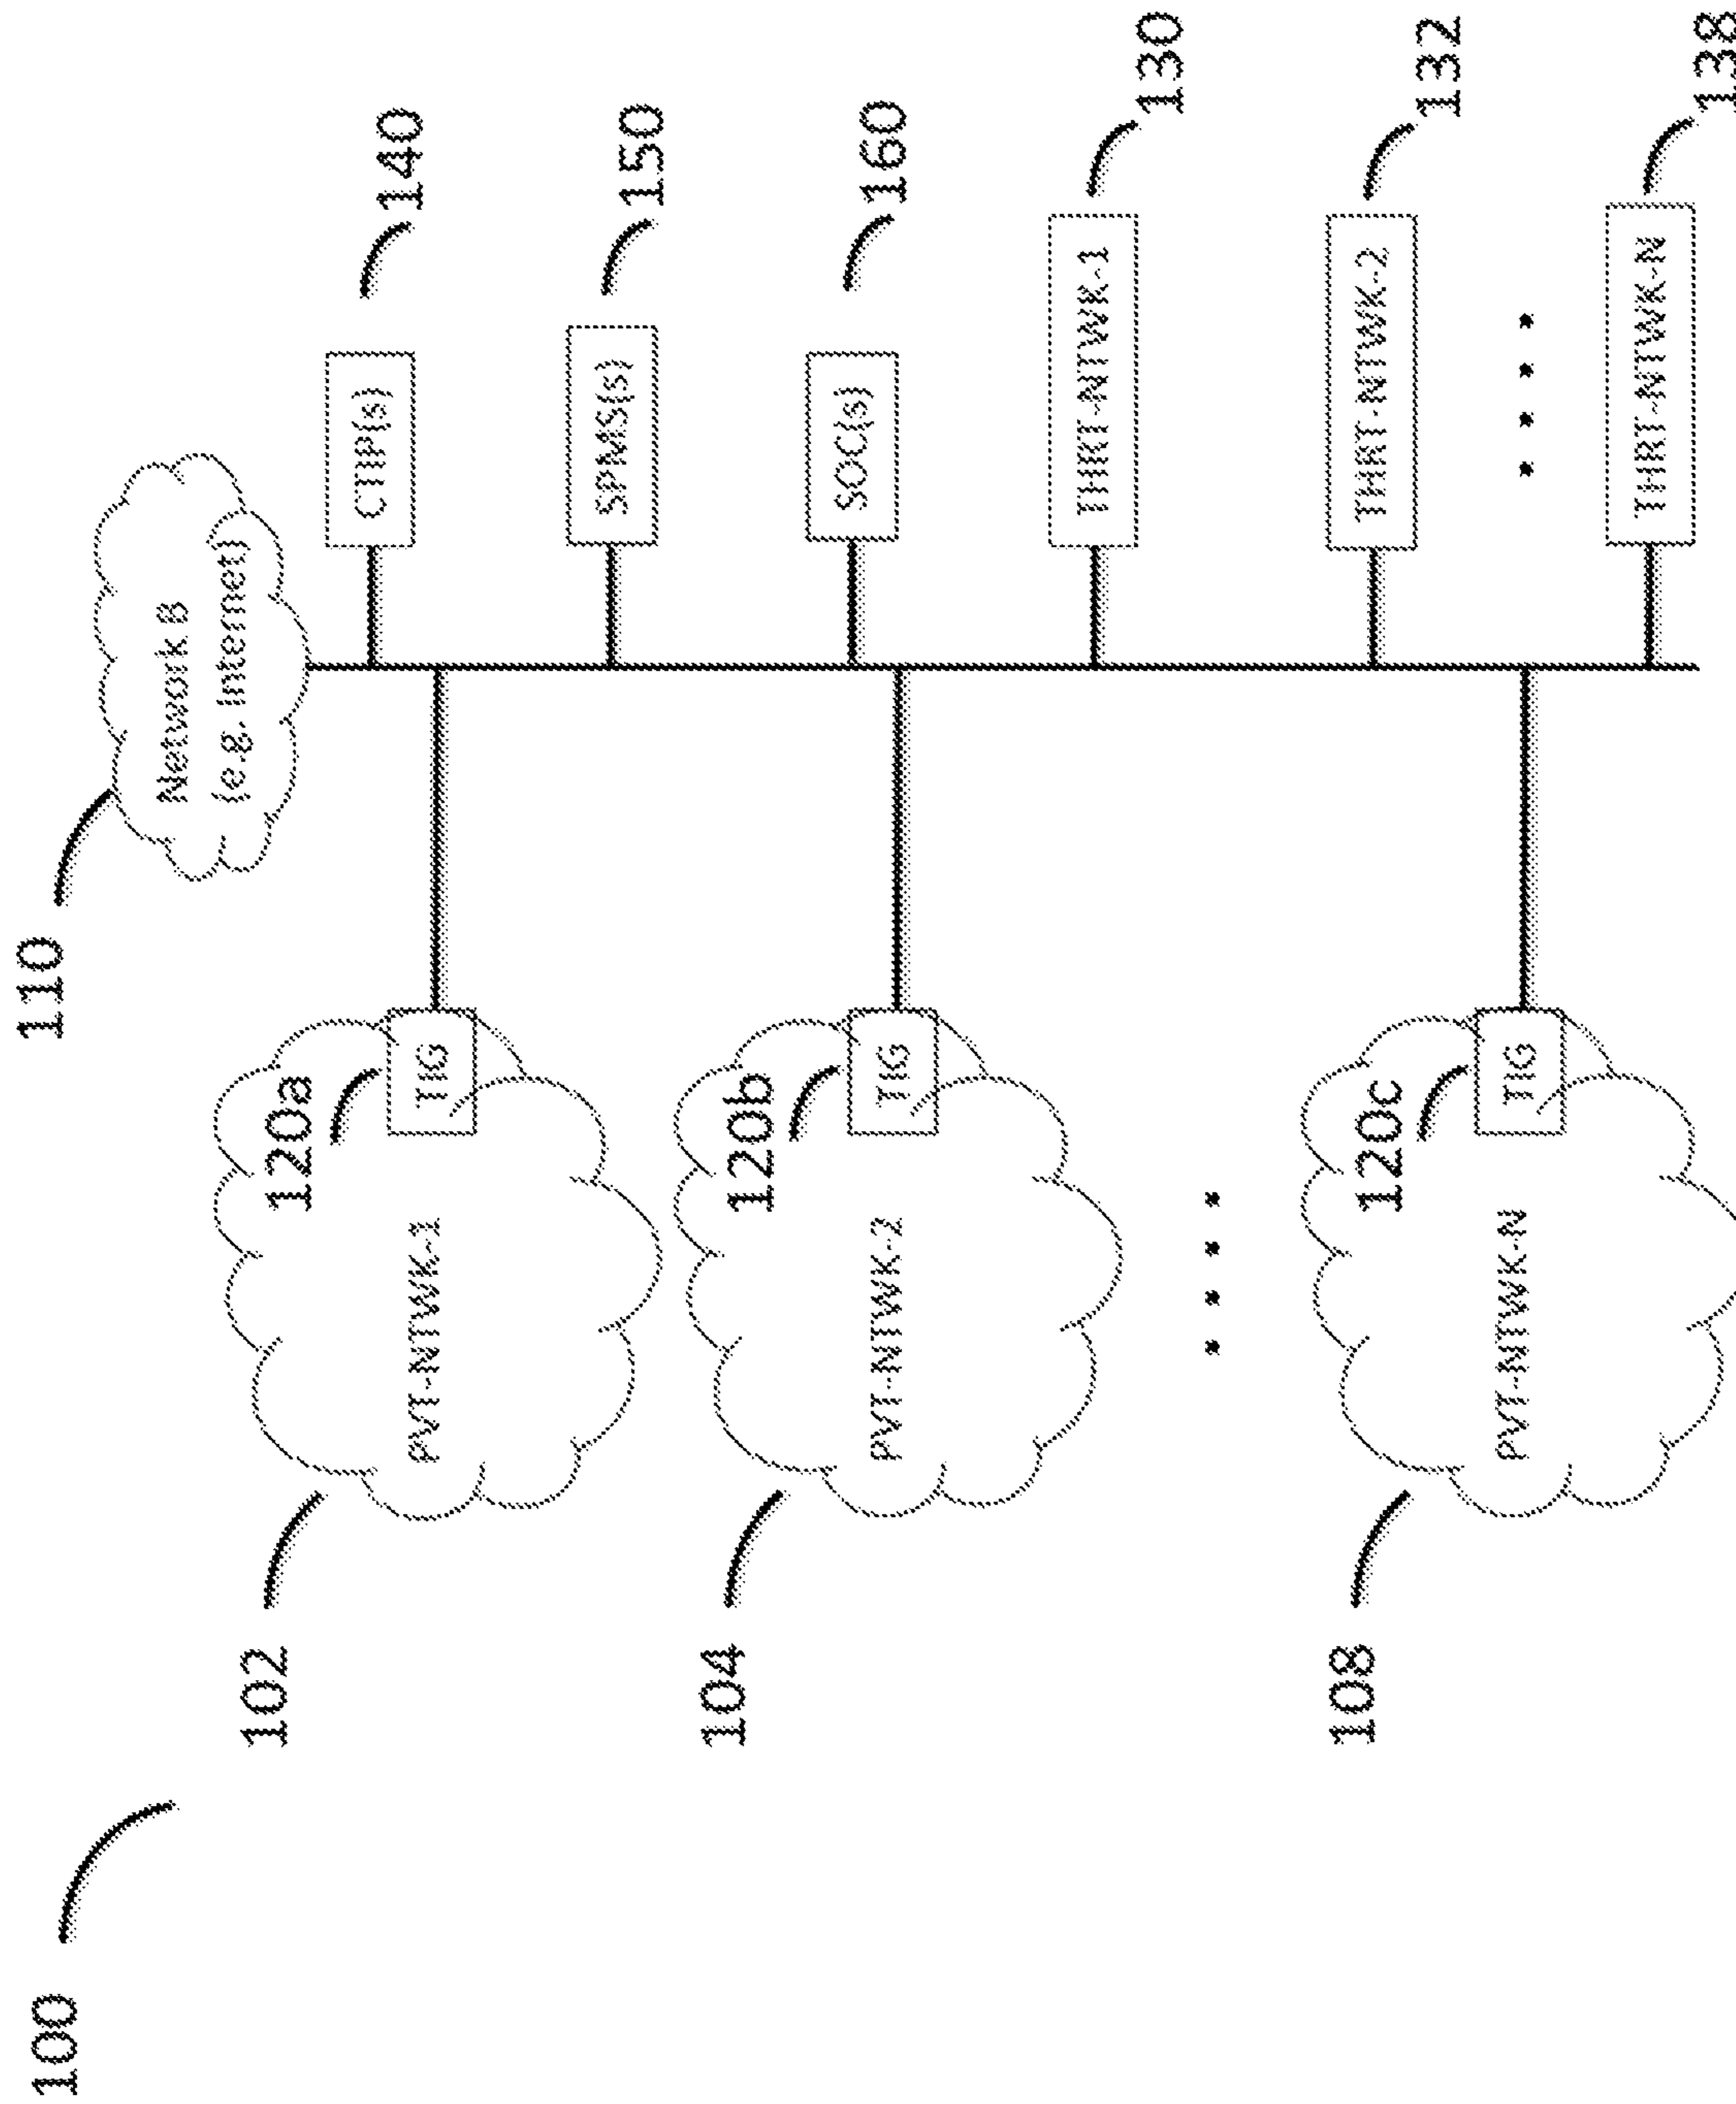 100
110
Network B
(e.g. Internet)
102
PVT-NTWK-1
120a
TIG
CTIP(s)
140
SPMS(s)
150
104
PVT-NTWK-2
120b
TIG
SOC(s)
160
THRT-NTWK-1
130
THRT-NTWK-2
132
108
PVT-NTWK-N
120c
TIG
THRT-NTWK-N
138